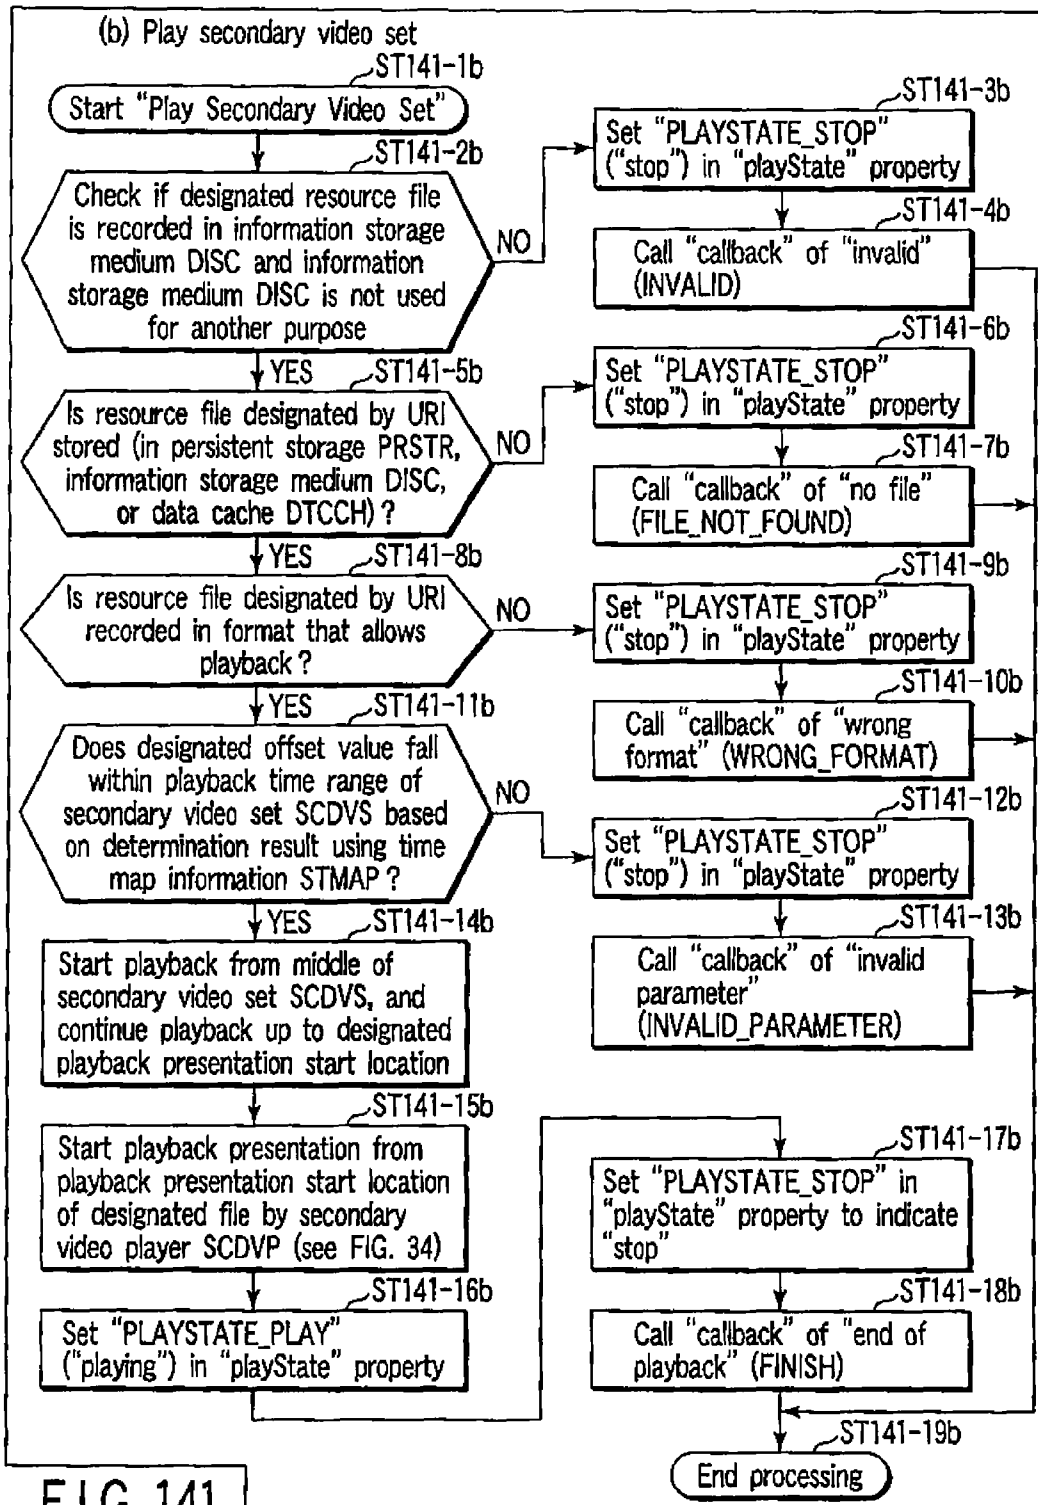 (b) Play secondary video set
ST141-1b
Start "Play Secondary Video Set"
ST141-2b
Check if designated resource file
is recorded in information storage
medium DISC and information
storage medium DISC is not used
for another purpose
NO
ST141-3b
Set "PLAYSTATE_STOP"
("stop") in "playState" property
ST141-4b
Call "callback" of "invalid"
(INVALID)
YES
ST141-5b
Is resource file designated by URI
stored (in persistent storage PRSTR,
information storage medium DISC,
or data cache DTCCH)?
NO
ST141-6b
Set "PLAYSTATE_STOP"
("stop") in "playState" property
ST141-7b
Call "callback" of "no file"
(FILE_NOT_FOUND)
YES
ST141-8b
Is resource file designated by URI
recorded in format that allows
playback?
NO
ST141-9b
Set "PLAYSTATE_STOP"
("stop") in "playState" property
ST141-10b
Call "callback" of "wrong
format" (WRONG_FORMAT)
YES
ST141-11b
Does designated offset value fall
within playback time range of
secondary video set SCDVS based
on determination result using time
map information STMAP?
NO
ST141-12b
Set "PLAYSTATE_STOP"
("stop") in "playState" property
ST141-13b
Call "callback" of "invalid
parameter"
(INVALID_PARAMETER)
YES
ST141-14b
Start playback from middle of
secondary video set SCDVS, and
continue playback up to designated
playback presentation start location
ST141-15b
Start playback presentation from
playback presentation start location
of designated file by secondary
video player SCDVP (see FIG. 34)
ST141-16b
Set "PLAYSTATE_PLAY"
("playing") in "playState" property
ST141-17b
Set "PLAYSTATE_STOP" in
"playState" property to indicate
"stop"
ST141-18b
Call "callback" of "end of
playback" (FINISH)
ST141-19b
End processing
FIG. 141